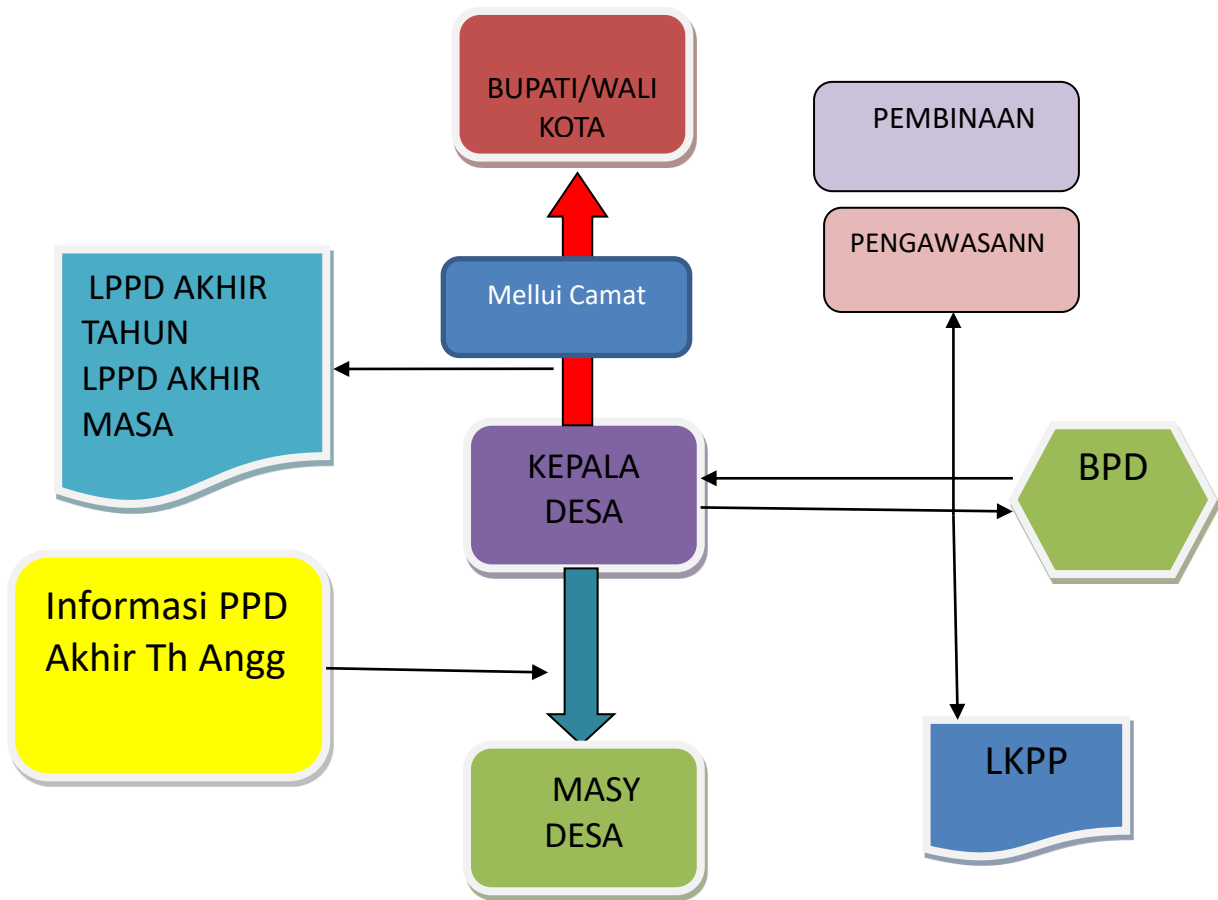 BUPATI/WALI
KOTA
PEMBINAAN
PENGAWASANN
Mellui Camat
LPPD AKHIR
TAHUN
LPPD AKHIR
MASA
KEPALA
DESA
BPD
Informasi PPD
Akhir Th Angg
LKPP
MASY
DESA